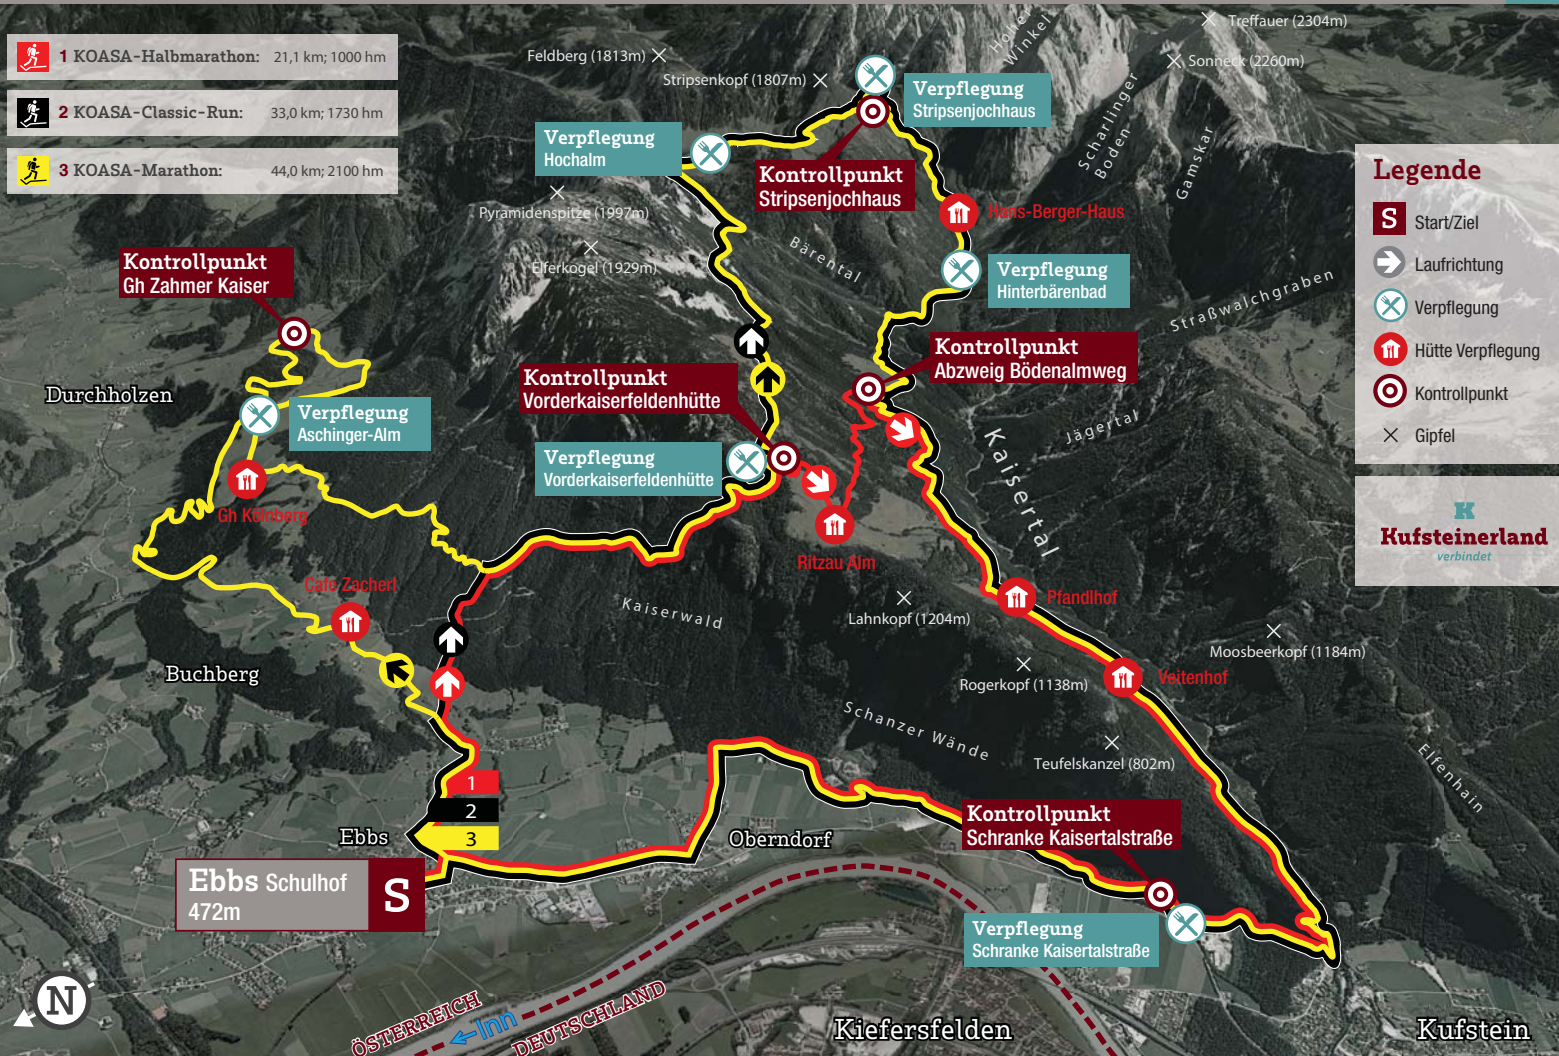 1 KOASA-Halbmarathon: 21,1 km; 1000 hm
2 KOASA-Classic-Run: 33,0 km; 1730 hm
3 KOASA-Marathon: 44,0 km; 2100 hm
Feldberg (1813m)
Stripsenkopf (1807m)
Hoher
Winkel
Treffauer (2304m)
Sonneck (2260m)
Verpflegung
Stripsenjochhaus
Verpflegung
Hochalm
Kontrollpunkt
Stripsenjochhaus
Scharlinger
Boden
Gamskar
Pyramidenspitze (1997m)
Elferkogel (1929m)
Bärental
Hans-Berger-Haus
Verpflegung
Hinterbärenbad
Straßwalchgraben
Legende
S Start/Ziel
Laufrichtung
Verpflegung
Hütte Verpflegung
Kontrollpunkt
Gipfel
K
Kufsteinerland
verbindet
Kontrollpunkt
Gh Zahmer Kaiser
Durchholzen
Verpflegung
Aschinger-Alm
Gh Kölnberg
Kontrollpunkt
Vorderkaiserfeldenhütte
Verpflegung
Vorderkaiserfeldenhütte
Kontrollpunkt
Abzweig Bödenalmweg
Jägertal
Kaisertal
Ritzau Alm
Cafe Zacherl
Kaiserwald
Lahnkopf (1204m)
Pfandlhof
Moosbeerkopf (1184m)
Buchberg
Rogerkopf (1138m)
Veitenhof
Schanzer Wände
Teufelskanzel (802m)
Elfenhain
1
2
3
Ebbs
Oberndorf
Kontrollpunkt
Schranke Kaisertalstraße
Ebbs Schulhof
472m
S
Verpflegung
Schranke Kaisertalstraße
N
ÖSTERREICH
Inn
DEUTSCHLAND
Kiefersfelden
Kufstein